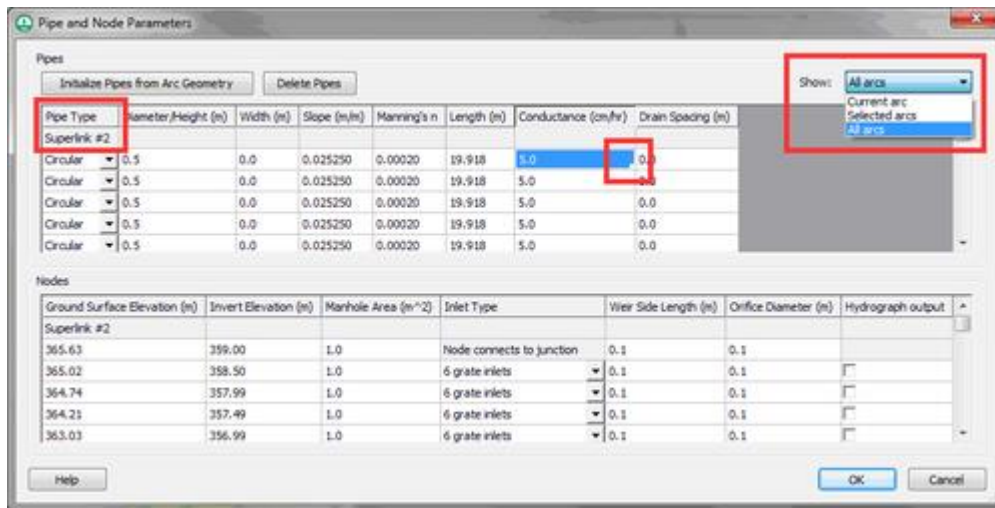 Pipe and Node Parameters
Pipes
Initialize Pipes from Arc Geometry Delete Pipes Show: All arcs
Current arc
Selected arcs
All arcs
Pipe Type Diameter/Height (m) Width (m) Slope (m/m) Manning's n Length (m) Conductance (cm/hr) Drain Spacing (m)
Superlink #2
Circular 0.5 0.0 0.025250 0.00020 19.918 5.0 0.0
Circular 0.5 0.0 0.025250 0.00020 19.918 5.0 0.0
Circular 0.5 0.0 0.025250 0.00020 19.918 5.0 0.0
Circular 0.5 0.0 0.025250 0.00020 19.918 5.0 0.0
Circular 0.5 0.0 0.025250 0.00020 19.918 5.0 0.0
Nodes
Ground Surface Elevation (m) Invert Elevation (m) Manhole Area (m^2) Inlet Type Weir Side Length (m) Orifice Diameter (m) Hydrograph output
Superlink #2
365.63 359.00 1.0 Node connects to junction 0.1 0.1
365.02 358.50 1.0 6 grate inlets 0.1 0.1
364.74 357.99 1.0 6 grate inlets 0.1 0.1
364.21 357.49 1.0 6 grate inlets 0.1 0.1
363.03 356.99 1.0 6 grate inlets 0.1 0.1
Help OK Cancel